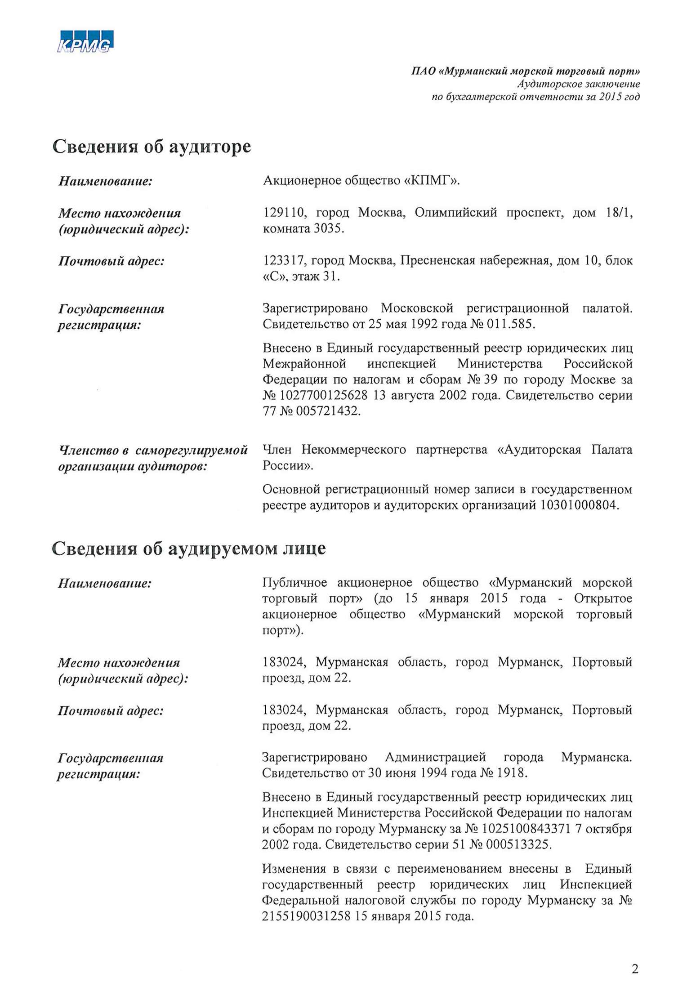 KPMG
ПАО «Мурманский морской торговый порт»
Аудиторское заключение
по бухгалтерской отчетности за 2015 год
Сведения об аудиторе
Наименование:
Акционерное общество «КПМГ».
Место нахождения
(юридический адрес):
129110, город Москва, Олимпийский проспект, дом 18/1,
комната 3035.
Почтовый адрес:
123317, город Москва, Пресненская набережная, дом 10, блок
«С», этаж 31.
Государственная
регистрация:
Зарегистрировано Московской регистрационной палатой.
Свидетельство от 25 мая 1992 года № 011.585.
Внесено в Единый государственный реестр юридических лиц
Межрайонной инспекцией Министерства Российской
Федерации по налогам и сборам № 39 по городу Москве за
№ 1027700125628 13 августа 2002 года. Свидетельство серии
77 № 005721432.
Членство в саморегулируемой
организации аудиторов:
Член Некоммерческого партнерства «Аудиторская Палата
России».
Основной регистрационный номер записи в государственном
реестре аудиторов и аудиторских организаций 10301000804.
Сведения об аудируемом лице
Наименование:
Публичное акционерное общество «Мурманский морской
торговый порт» (до 15 января 2015 года - Открытое
акционерное общество «Мурманский морской торговый
порт»).
Место нахождения
(юридический адрес):
183024, Мурманская область, город Мурманск, Портовый
проезд, дом 22.
Почтовый адрес:
183024, Мурманская область, город Мурманск, Портовый
проезд, дом 22.
Государственная
регистрация:
Зарегистрировано Администрацией города Мурманска.
Свидетельство от 30 июня 1994 года № 1918.
Внесено в Единый государственный реестр юридических лиц
Инспекцией Министерства Российской Федерации по налогам
и сборам по городу Мурманску за № 1025100843371 7 октября
2002 года. Свидетельство серии 51 № 000513325.
Изменения в связи с переименованием внесены в Единый
государственный реестр юридических лиц Инспекцией
Федеральной налоговой службы по городу Мурманску за №
2155190031258 15 января 2015 года.
2